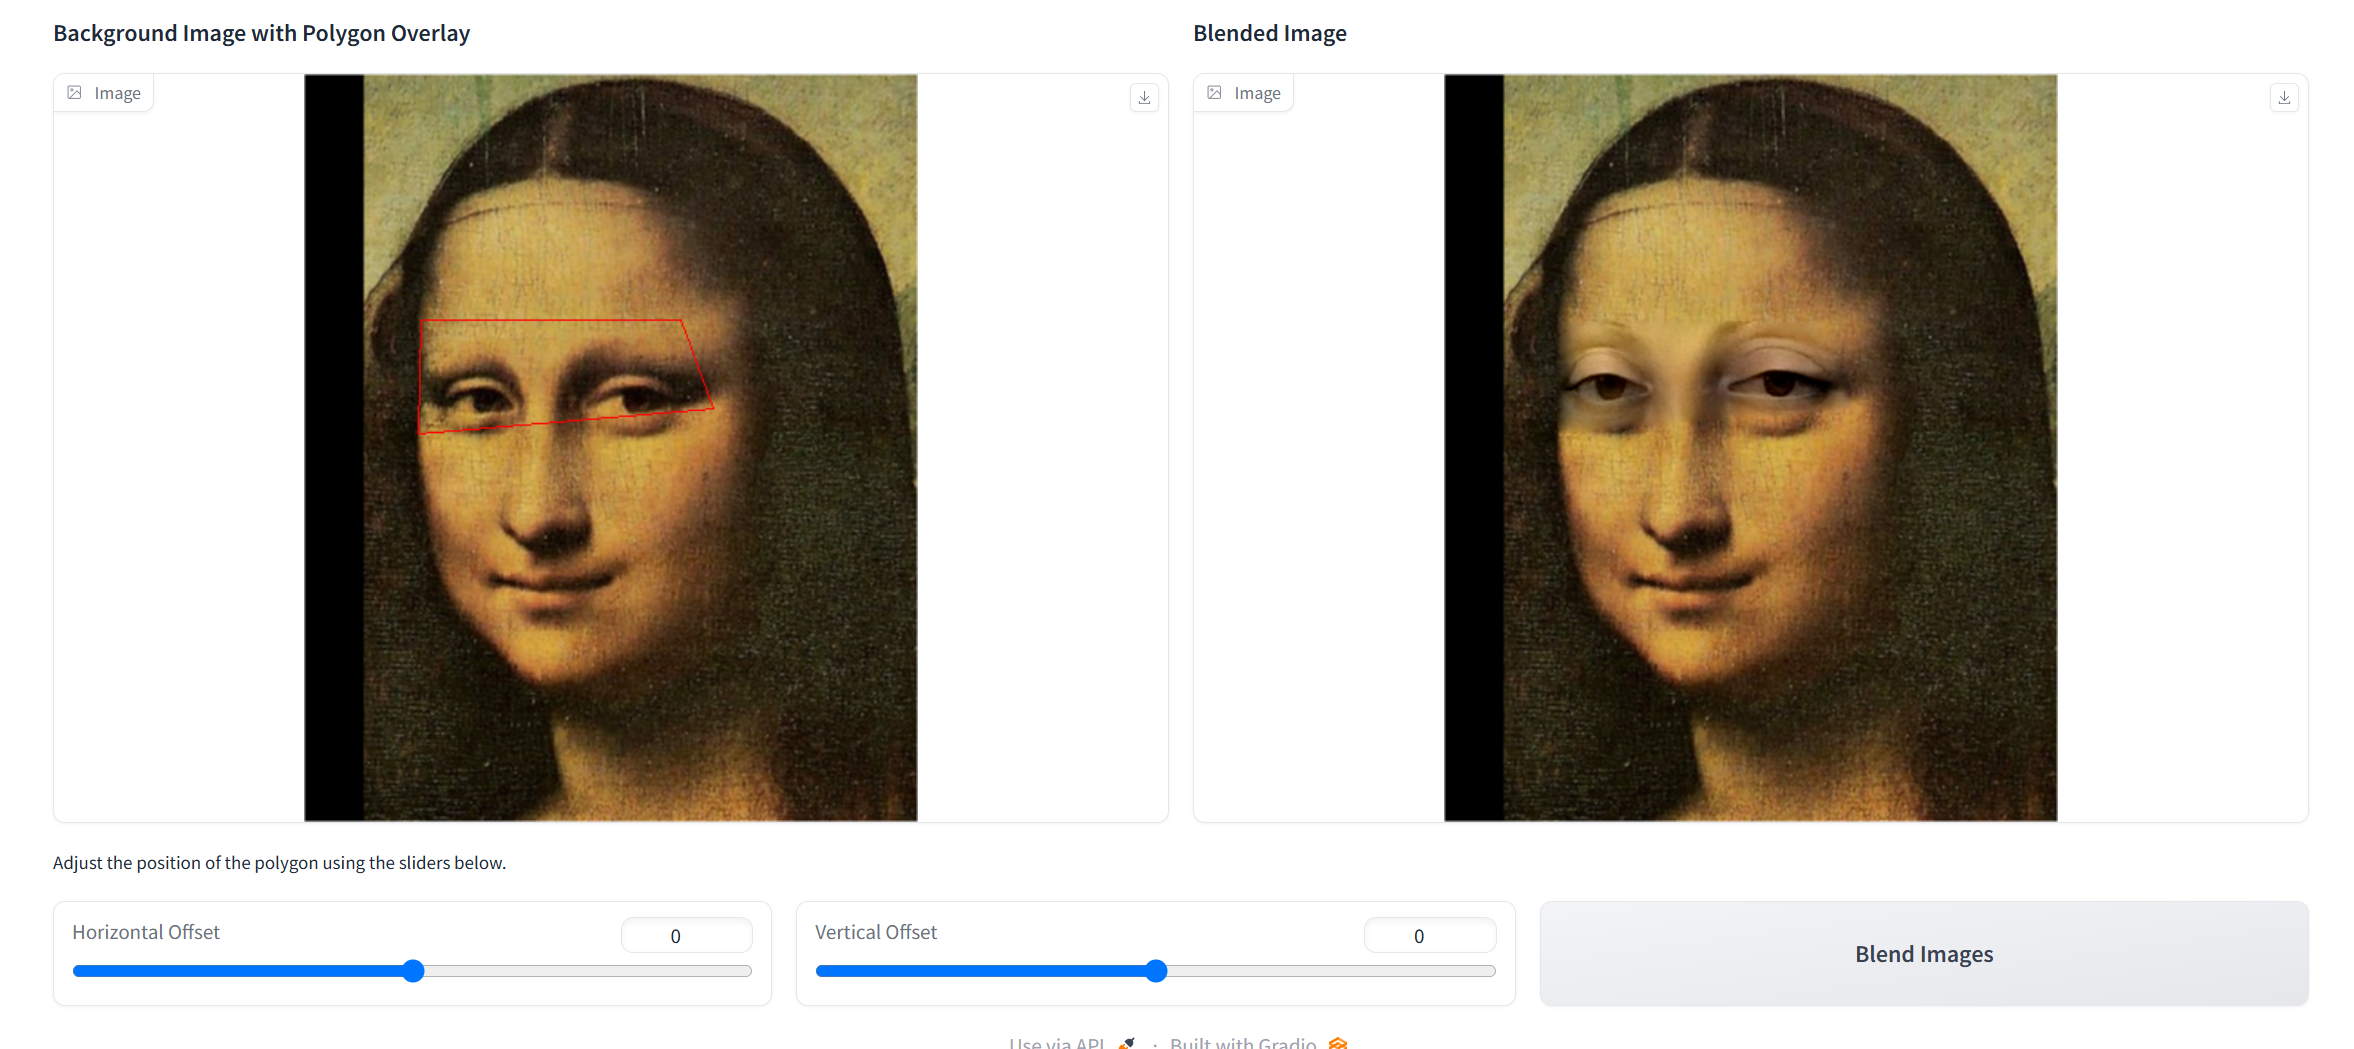 Background Image with Polygon Overlay
Blended Image
Image
Image
Adjust the position of the polygon using the sliders below.
Horizontal Offset
0
Vertical Offset
0
Blend Images
Use via API · Built with Gradio